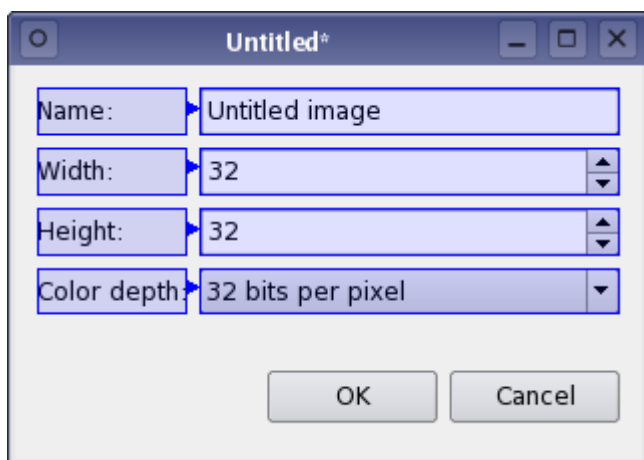 Untitled*
Name: Untitled image
Width: 32
Height: 32
Color depth: 32 bits per pixel
OK Cancel